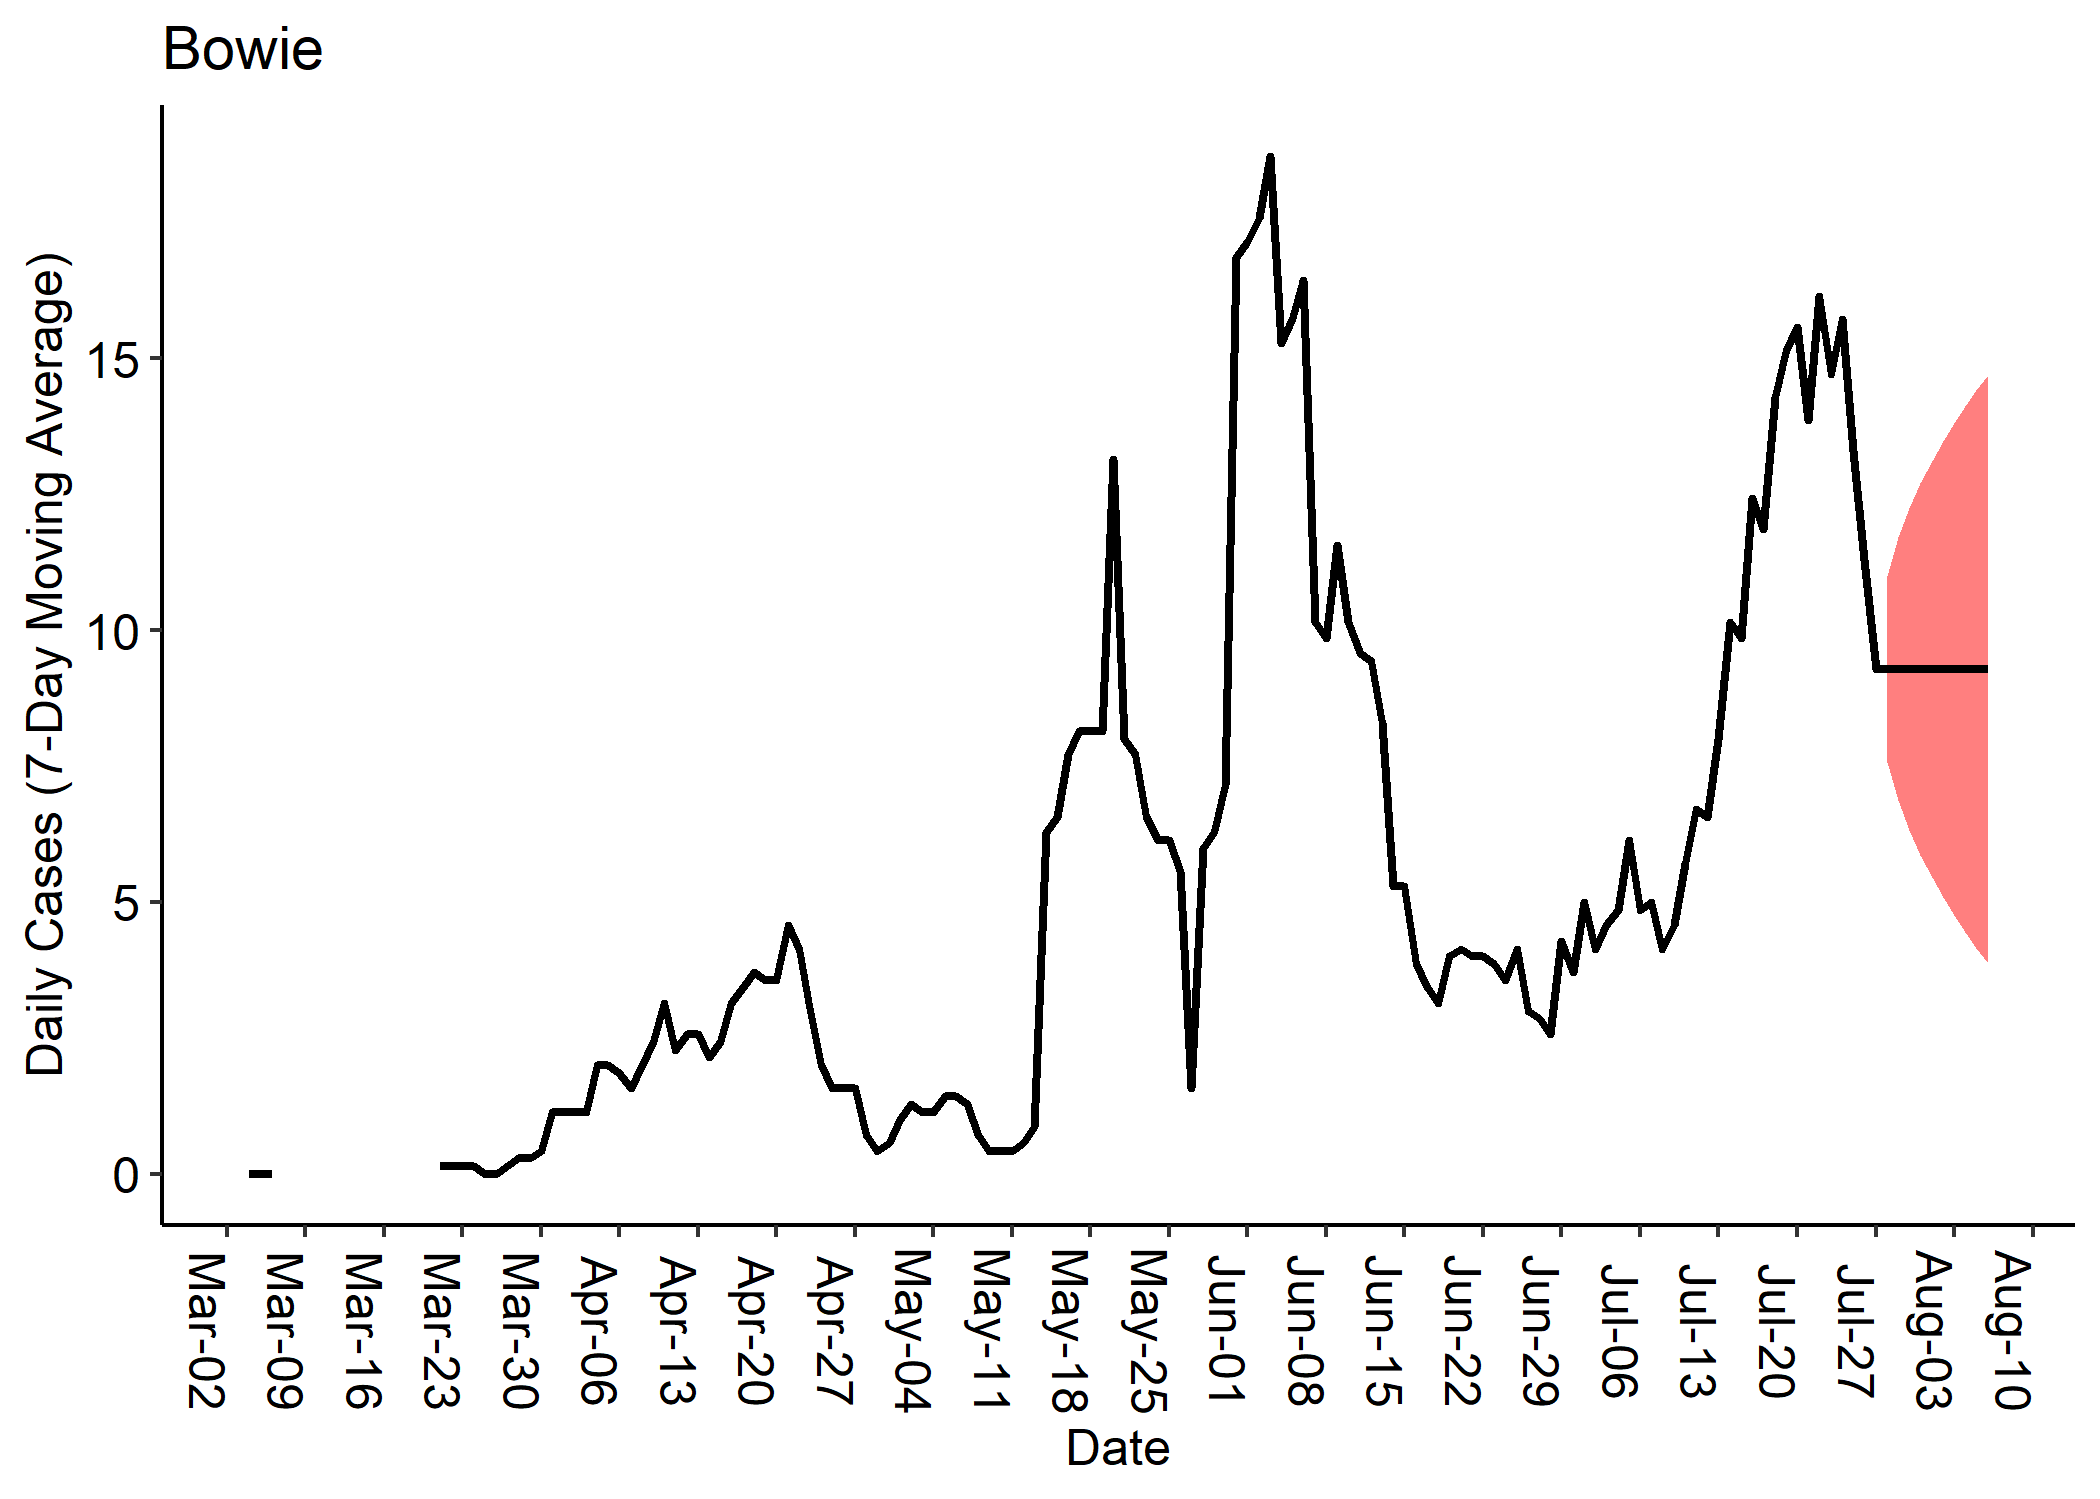 Bowie
Daily Cases (7-Day Moving Average)
15
10
5
0
Mar-02
Mar-09
Mar-16
Mar-23
Mar-30
Apr-06
Apr-13
Apr-20
Apr-27
May-04
May-11
May-18
May-25
Jun-01
Jun-08
Jun-15
Jun-22
Jun-29
Jul-06
Jul-13
Jul-20
Jul-27
Aug-03
Aug-10
Date